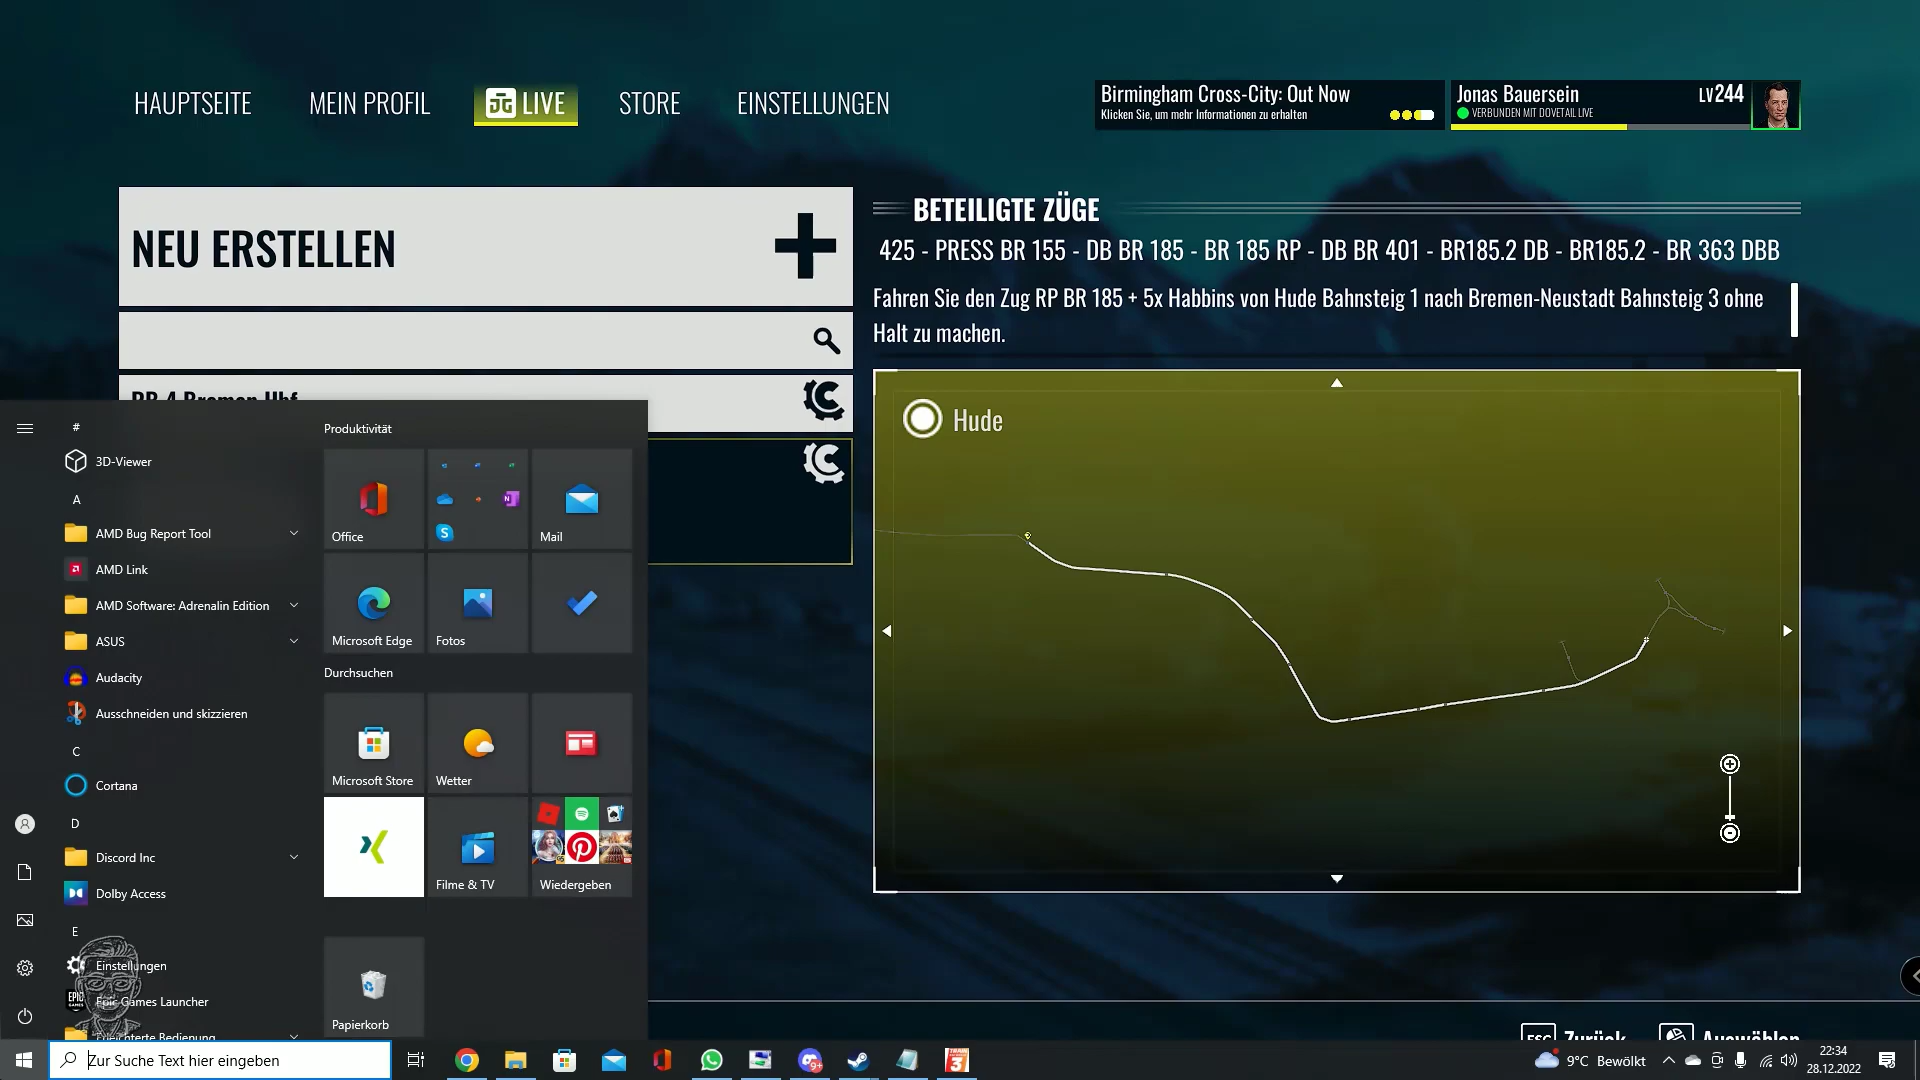 HAUPTSEITE
MEIN PROFIL
LIVE
STORE
EINSTELLUNGEN
Birmingham Cross-City: Out Now
Klicken Sie, um mehr Informationen zu erhalten
Jonas Bauersein
LV244
VERBUNDEN MIT DOVETAIL LIVE
NEU ERSTELLEN
BETEILIGTE ZÜGE
425 - PRESS BR 155 - DB BR 185 - BR 185 RP - DB BR 401 - BR185.2 DB - BR185.2 - BR 363 DBB
Fahren Sie den Zug RP BR 185 + 5x Habbins von Hude Bahnsteig 1 nach Bremen-Neustadt Bahnsteig 3 ohne
Halt zu machen.
Hude
#
3D-Viewer
A
AMD Bug Report Tool
AMD Link
AMD Software: Adrenalin Edition
ASUS
Audacity
Ausschneiden und skizzieren
C
Cortana
D
Discord Inc
Dolby Access
E
Einstellungen
Epic Games Launcher
Erleichterte Bedienung
Produktivität
Office
Mail
Microsoft Edge
Fotos
Durchsuchen
Microsoft Store
Wetter
Filme & TV
Wiedergeben
Papierkorb
ESC
Zurück
Auswählen
Zur Suche Text hier eingeben
9°C Bewölkt
22:34
28.12.2022